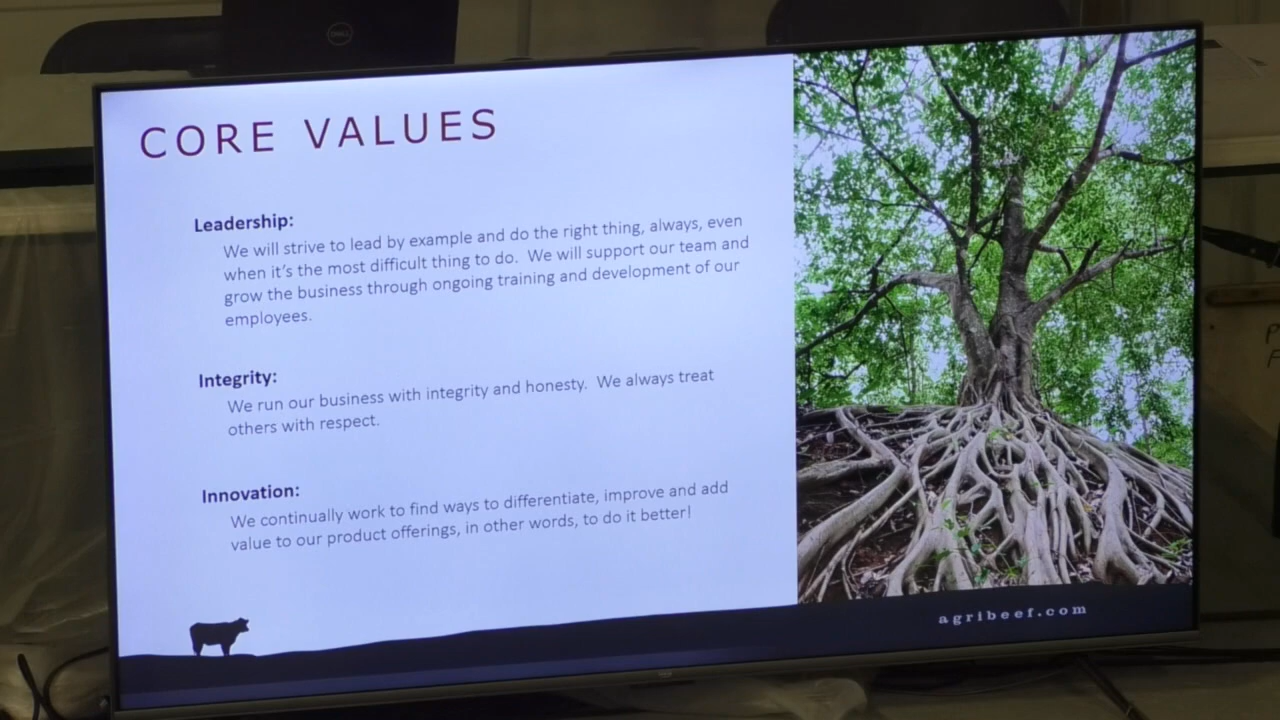 DELL
CORE VALUES
Leadership:
We will strive to lead by example and do the right thing, always, even
when it's the most difficult thing to do. We will support our team and
grow the business through ongoing training and development of our
employees.
Integrity:
We run our business with integrity and honesty. We always treat
others with respect.
Innovation:
We continually work to find ways to differentiate, improve and add
value to our product offerings, in other words, to do it better!
agribeef.com